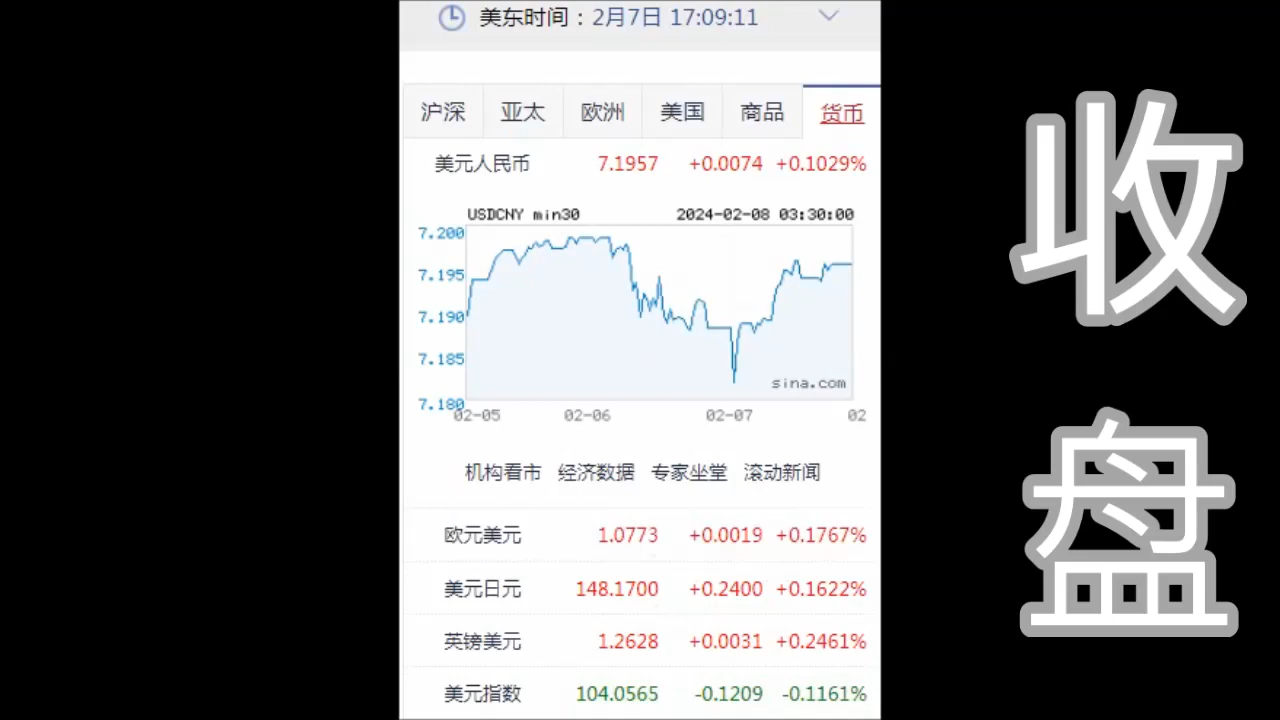 美东时间：2月7日 17:09:11
沪深 亚太 欧洲 美国 商品 货币
美元人民币 7.1957 +0.0074 +0.1029%
USDCNY min30 2024-02-08 03:30:00
7.200
7.195
7.190
7.185
7.180
sina.com
02-05 02-06 02-07 02
机构看市 经济数据 专家坐堂 滚动新闻
欧元美元 1.0773 +0.0019 +0.1767%
美元日元 148.1700 +0.2400 +0.1622%
英镑美元 1.2628 +0.0031 +0.2461%
美元指数 104.0565 -0.1209 -0.1161%
收
盘